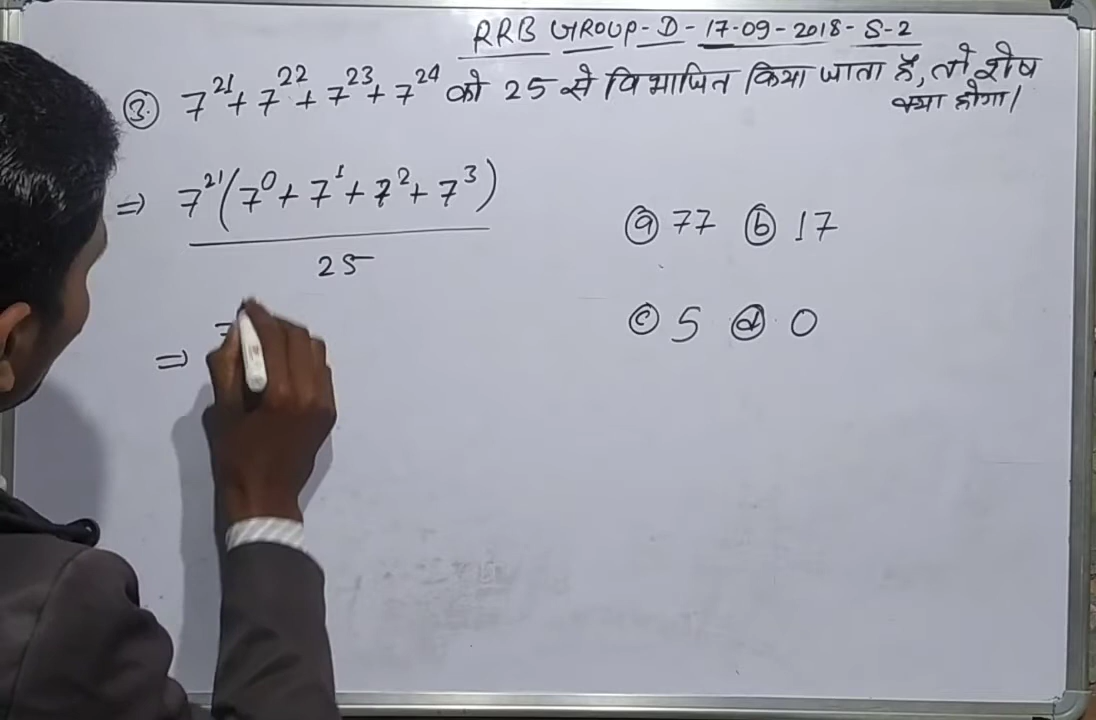 RRB GROUP-D-17-09-2018-S-2
3. 7²¹+7²²+7²³+7²⁴ को 25 से विभाजित किया जाता है, तो शेष
क्या होगा।
⇒ 7²¹(7⁰+7¹+7²+7³)
25
ⓐ 77 ⓑ 17
ⓒ 5 ⓓ 0
⇒